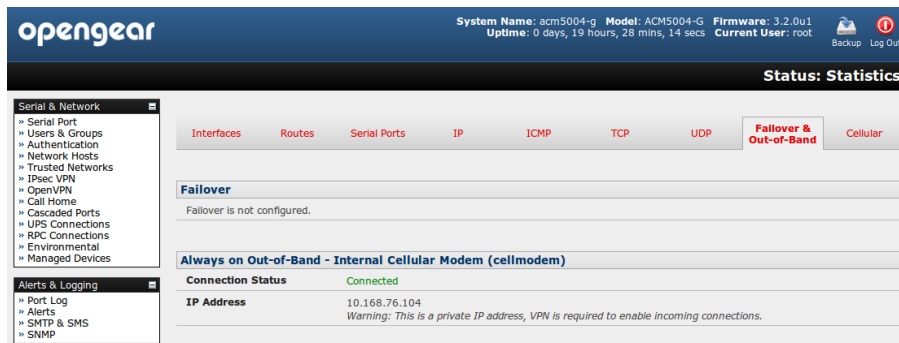 opengear
System Name: acm5004-g Model: ACM5004-G Firmware: 3.2.0u1
Uptime: 0 days, 19 hours, 28 mins, 14 secs Current User: root
Backup
Log Out
Status: Statistics
Serial & Network
» Serial Port
» Users & Groups
» Authentication
» Network Hosts
» Trusted Networks
» IPsec VPN
» OpenVPN
» Call Home
» Cascaded Ports
» UPS Connections
» RPC Connections
» Environmental
» Managed Devices
Alerts & Logging
» Port Log
» Alerts
» SMTP & SMS
» SNMP
Interfaces
Routes
Serial Ports
IP
ICMP
TCP
UDP
Failover &
Out-of-Band
Cellular
Failover
Failover is not configured.
Always on Out-of-Band - Internal Cellular Modem (cellmodem)
Connection Status Connected
IP Address 10.168.76.104
Warning: This is a private IP address, VPN is required to enable incoming connections.